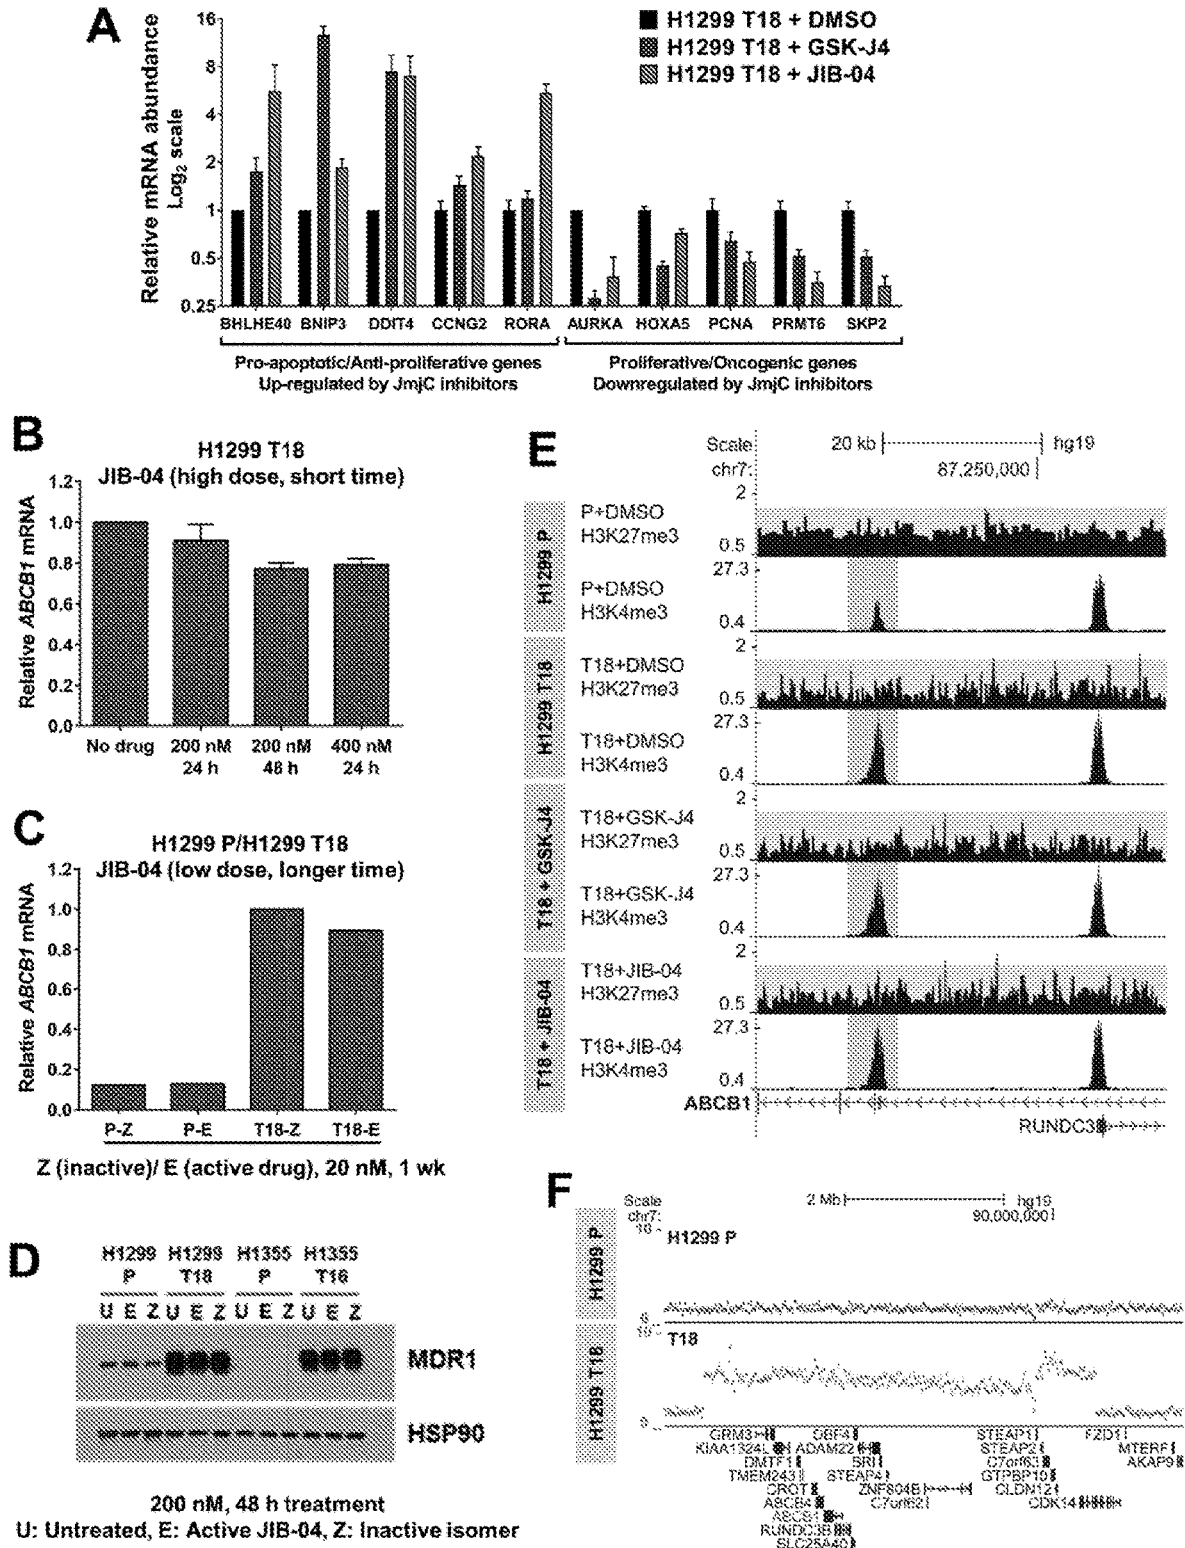 A
16
8
4
2
1
0.5
0.25
Relative mRNA abundance
Log2 scale
H1299 T18 + DMSO
H1299 T18 + GSK-J4
H1299 T18 + JIB-04
BHLHE40 BNIP3 DDIT4 CCNG2 RORA AURKA HOXA5 PCNA PRMT6 SKP2
Pro-apoptotic/Anti-proliferative genes
Up-regulated by JmjC inhibitors
Proliferative/Oncogenic genes
Downregulated by JmjC inhibitors
B
H1299 T18
JIB-04 (high dose, short time)
Relative ABCB1 mRNA
1.2
1.0
0.8
0.6
0.4
0.2
0.0
No drug 200 nM 200 nM 400 nM
24 h 48 h 24 h
C
H1299 P/H1299 T18
JIB-04 (low dose, longer time)
Relative ABCB1 mRNA
1.2
1.0
0.8
0.6
0.4
0.2
0.0
P-Z P-E T18-Z T18-E
Z (inactive)/ E (active drug), 20 nM, 1 wk
D
H1299 H1299 H1355 H1355
P T18 P T16
U E Z U E Z U E Z U E Z
MDR1
HSP90
200 nM, 48 h treatment
U: Untreated, E: Active JIB-04, Z: Inactive isomer
E
Scale 20 kb hg19
chr7: 87,250,000
H1299 P
P+DMSO
H3K27me3
2
0.5
P+DMSO
H3K4me3
27.3
0.4
H1299 T18
T18+DMSO
H3K27me3
2
0.5
T18+DMSO
H3K4me3
27.3
0.4
T18 + GSK-J4
T18+GSK-J4
H3K27me3
2
0.5
T18+GSK-J4
H3K4me3
27.3
0.4
T18 + JIB-04
T18+JIB-04
H3K27me3
2
0.5
T18+JIB-04
H3K4me3
27.3
0.4
ABCB1
RUNDC3
F
Scale 2 Mb hg19
chr7: 90,000,000
H1299 P
10
H1299 P
H1299 T18
10
T18
0
GRM3 DBF4 STEAP1 FZD1
KIAA1324L ADAM22 STEAP2 MTERF
DMTF1 SRI C7orf63 AKAP9
TMEM243 STEAP4 GTPBP10
CROT ZNF804B CLDN12
ABCB4 C7orf62 CDK14
ABCB1
RUNDC3B
SLC25A40